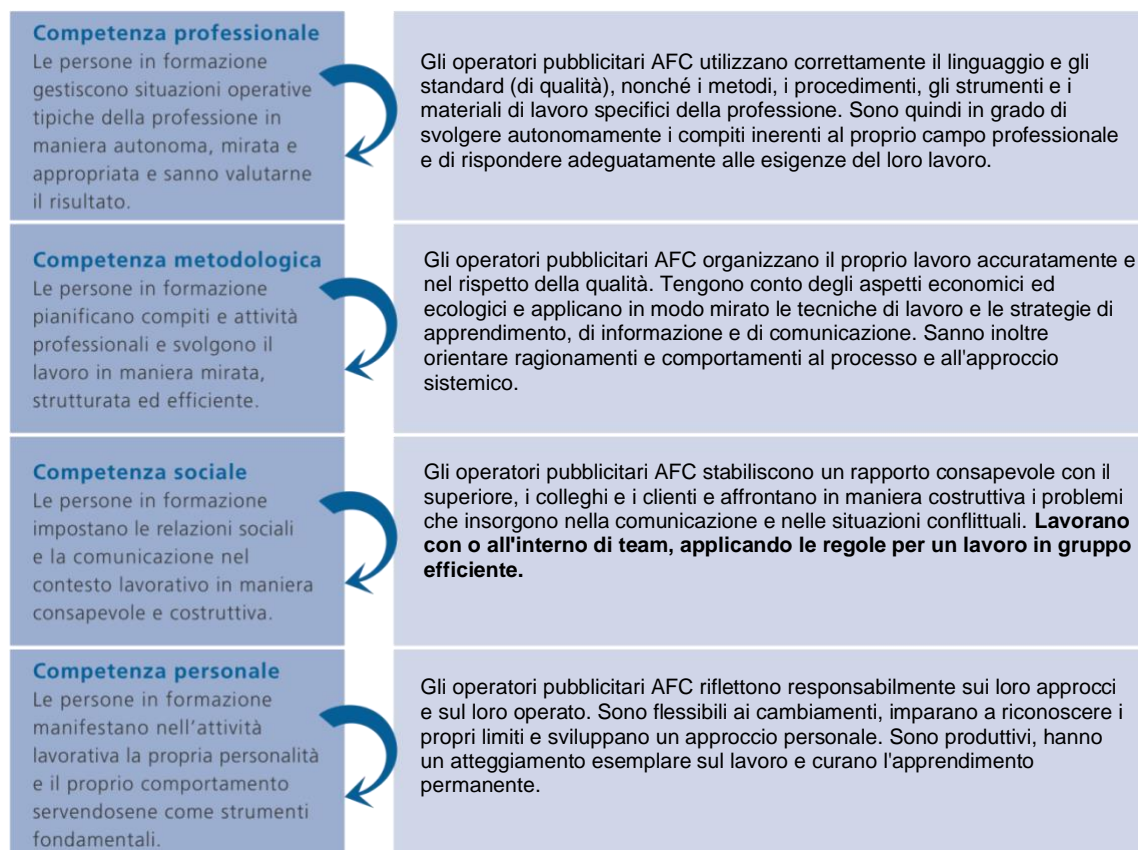 Competenza professionale
Le persone in formazione
gestiscono situazioni operative
tipiche della professione in
maniera autonoma, mirata e
appropriata e sanno valutarne
il risultato.
Gli operatori pubblicitari AFC utilizzano correttamente il linguaggio e gli
standard (di qualità), nonché i metodi, i procedimenti, gli strumenti e i
materiali di lavoro specifici della professione. Sono quindi in grado di
svolgere autonomamente i compiti inerenti al proprio campo professionale
e di rispondere adeguatamente alle esigenze del loro lavoro.
Competenza metodologica
Le persone in formazione
pianificano compiti e attività
professionali e svolgono il
lavoro in maniera mirata,
strutturata ed efficiente.
Gli operatori pubblicitari AFC organizzano il proprio lavoro accuratamente e
nel rispetto della qualità. Tengono conto degli aspetti economici ed
ecologici e applicano in modo mirato le tecniche di lavoro e le strategie di
apprendimento, di informazione e di comunicazione. Sanno inoltre
orientare ragionamenti e comportamenti al processo e all'approccio
sistemico.
Competenza sociale
Le persone in formazione
impostano le relazioni sociali
e la comunicazione nel
contesto lavorativo in maniera
consapevole e costruttiva.
Gli operatori pubblicitari AFC stabiliscono un rapporto consapevole con il
superiore, i colleghi e i clienti e affrontano in maniera costruttiva i problemi
che insorgono nella comunicazione e nelle situazioni conflittuali. Lavorano
con o all'interno di team, applicando le regole per un lavoro in gruppo
efficiente.
Competenza personale
Le persone in formazione
manifestano nell'attività
lavorativa la propria personalità
e il proprio comportamento
servendosene come strumenti
fondamentali.
Gli operatori pubblicitari AFC riflettono responsabilmente sui loro approcci
e sul loro operato. Sono flessibili ai cambiamenti, imparano a riconoscere i
propri limiti e sviluppano un approccio personale. Sono produttivi, hanno
un atteggiamento esemplare sul lavoro e curano l'apprendimento
permanente.